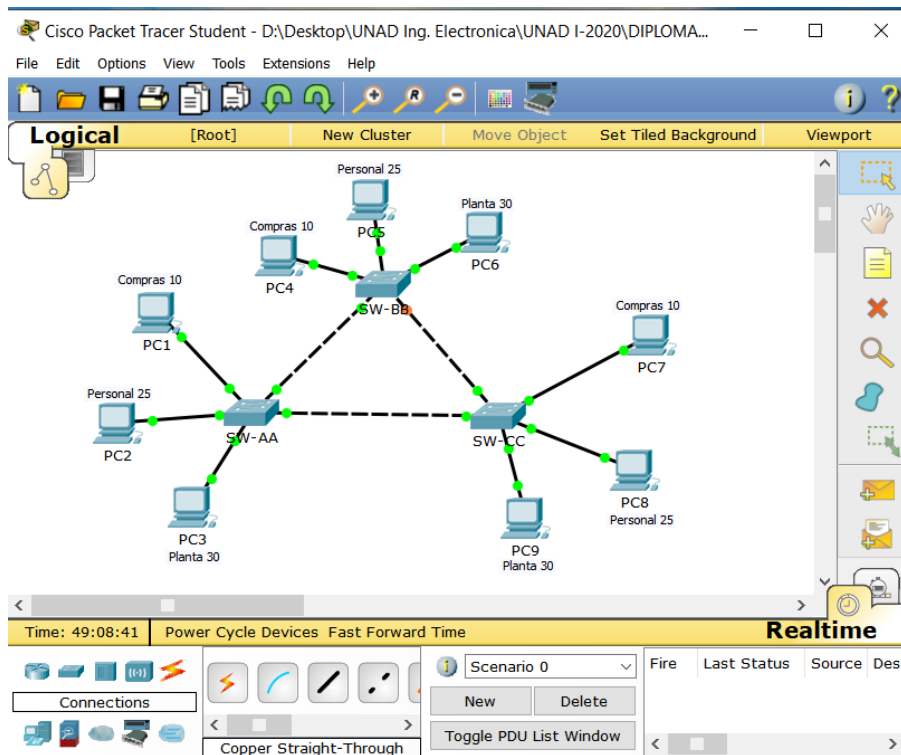 Cisco Packet Tracer Student - D:\Desktop\UNAD Ing. Electronica\UNAD I-2020\DIPLOMA...
File Edit Options View Tools Extensions Help
Logical [Root] New Cluster Move Object Set Tiled Background Viewport
Personal 25
PC5
Planta 30
PC6
Compras 10
PC4
SW-BB
Compras 10
PC1
Compras 10
PC7
Personal 25
PC2
SW-AA
SW-CC
PC3
Planta 30
PC8
Personal 25
PC9
Planta 30
Time: 49:08:41 Power Cycle Devices Fast Forward Time Realtime
Connections
Copper Straight-Through
Scenario 0
New Delete
Toggle PDU List Window
Fire Last Status Source Des